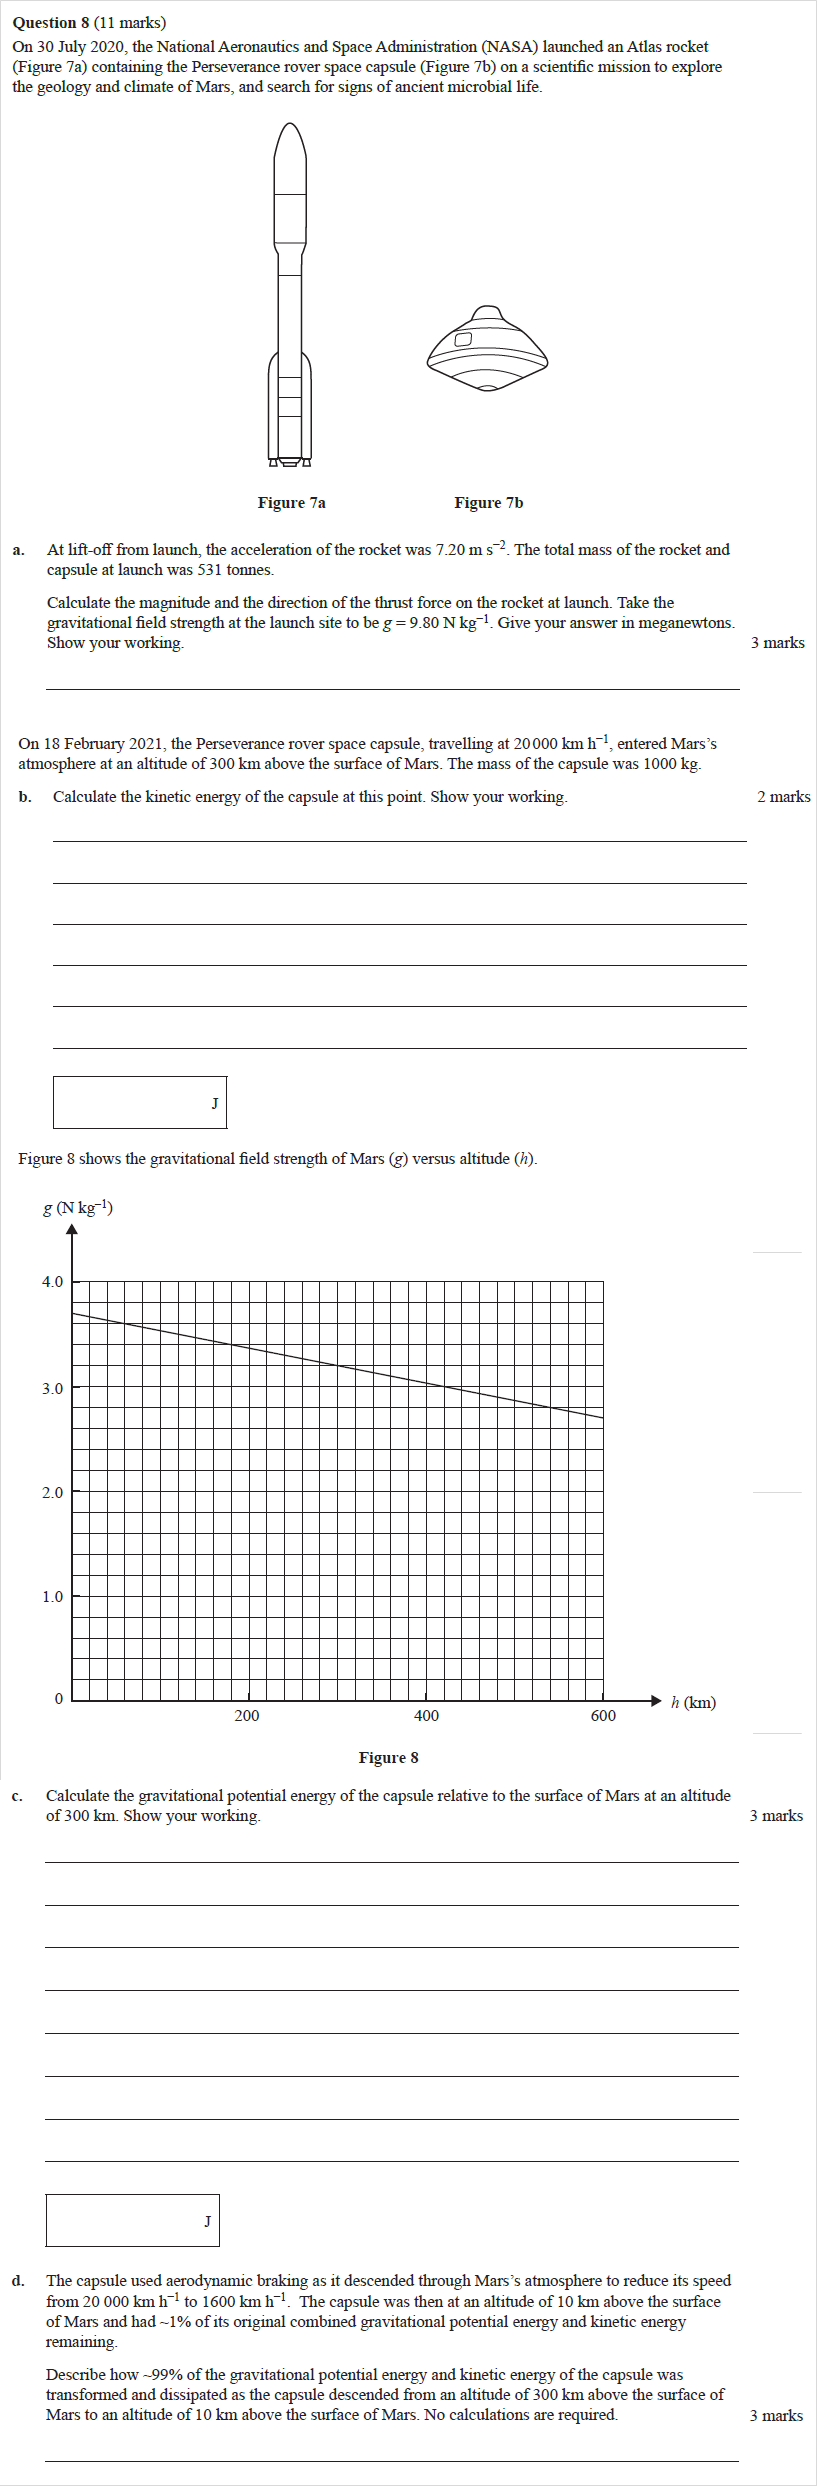 Question 8 (11 marks)
On 30 July 2020, the National Aeronautics and Space Administration (NASA) launched an Atlas rocket
(Figure 7a) containing the Perseverance rover space capsule (Figure 7b) on a scientific mission to explore
the geology and climate of Mars, and search for signs of ancient microbial life.
Figure 7a
Figure 7b
a. At lift-off from launch, the acceleration of the rocket was 7.20 m s⁻². The total mass of the rocket and
capsule at launch was 531 tonnes.
Calculate the magnitude and the direction of the thrust force on the rocket at launch. Take the
gravitational field strength at the launch site to be g = 9.80 N kg⁻¹. Give your answer in meganewtons.
Show your working. 3 marks
On 18 February 2021, the Perseverance rover space capsule, travelling at 20 000 km h⁻¹, entered Mars's
atmosphere at an altitude of 300 km above the surface of Mars. The mass of the capsule was 1000 kg.
b. Calculate the kinetic energy of the capsule at this point. Show your working. 2 marks
J
Figure 8 shows the gravitational field strength of Mars (g) versus altitude (h).
g (N kg⁻¹)
4.0
3.0
2.0
1.0
0
200
400
600
h (km)
Figure 8
c. Calculate the gravitational potential energy of the capsule relative to the surface of Mars at an altitude
of 300 km. Show your working. 3 marks
J
d. The capsule used aerodynamic braking as it descended through Mars's atmosphere to reduce its speed
from 20 000 km h⁻¹ to 1600 km h⁻¹. The capsule was then at an altitude of 10 km above the surface
of Mars and had ~1% of its original combined gravitational potential energy and kinetic energy
remaining.
Describe how ~99% of the gravitational potential energy and kinetic energy of the capsule was
transformed and dissipated as the capsule descended from an altitude of 300 km above the surface of
Mars to an altitude of 10 km above the surface of Mars. No calculations are required. 3 marks